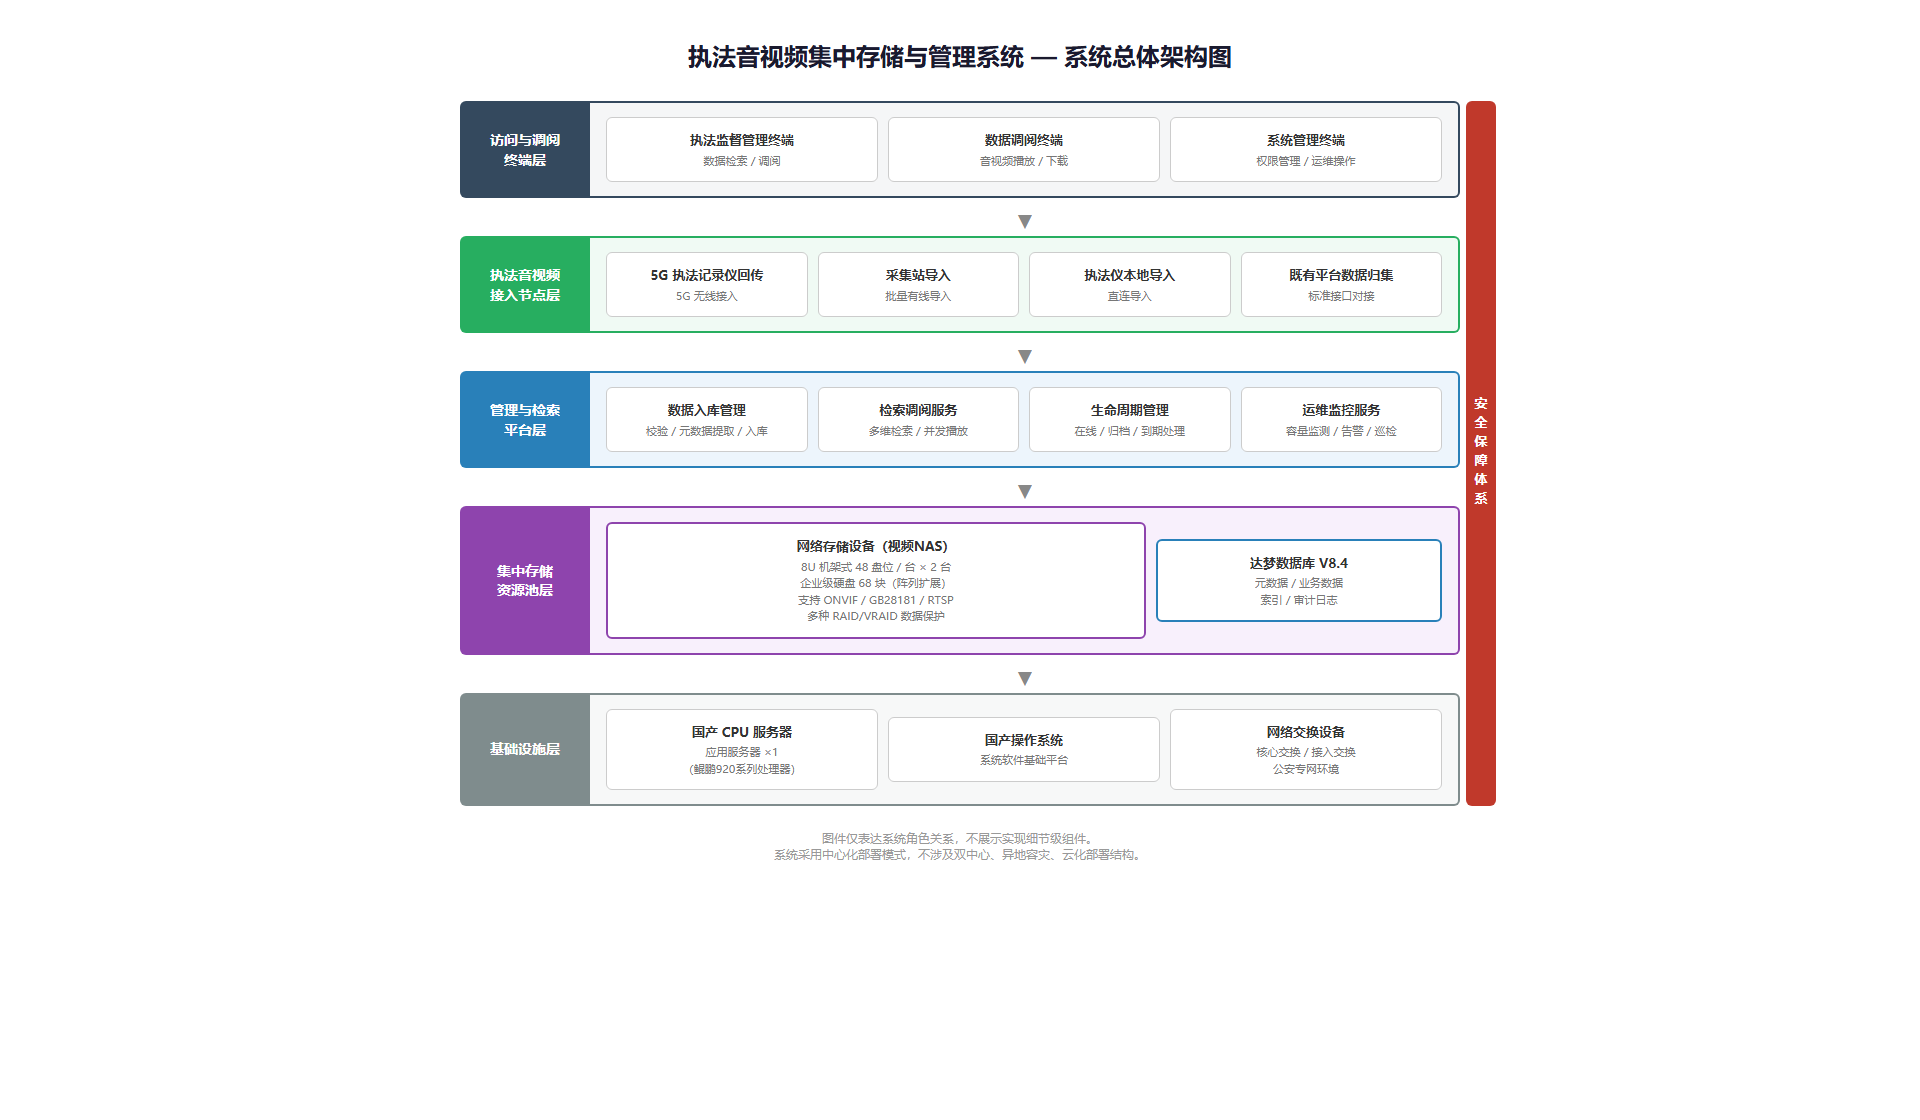 执法音视频集中存储与管理系统 — 系统总体架构图
访问与调阅
终端层
执法监督管理终端
数据检索 / 调阅
数据调阅终端
音视频播放 / 下载
系统管理终端
权限管理 / 运维操作
▼
执法音视频
接入节点层
5G 执法记录仪回传
5G 无线接入
采集站导入
批量有线导入
执法仪本地导入
直连导入
既有平台数据归集
标准接口对接
▼
管理与检索
平台层
数据入库管理
校验 / 元数据提取 / 入库
检索调阅服务
多维检索 / 并发播放
生命周期管理
在线 / 归档 / 到期处理
运维监控服务
容量监测 / 告警 / 巡检
▼
集中存储
资源池层
网络存储设备（视频NAS）
8U 机架式 48 盘位 / 台 × 2 台
企业级硬盘 68 块（阵列扩展）
支持 ONVIF / GB28181 / RTSP
多种 RAID/VRAID 数据保护
达梦数据库 V8.4
元数据 / 业务数据
索引 / 审计日志
▼
基础设施层
国产 CPU 服务器
应用服务器 ×1
（鲲鹏920系列处理器）
国产操作系统
系统软件基础平台
网络交换设备
核心交换 / 接入交换
公安专网环境
安全保障体系
图件仅表达系统角色关系，不展示实现细节级组件。
系统采用中心化部署模式，不涉及双中心、异地容灾、云化部署结构。